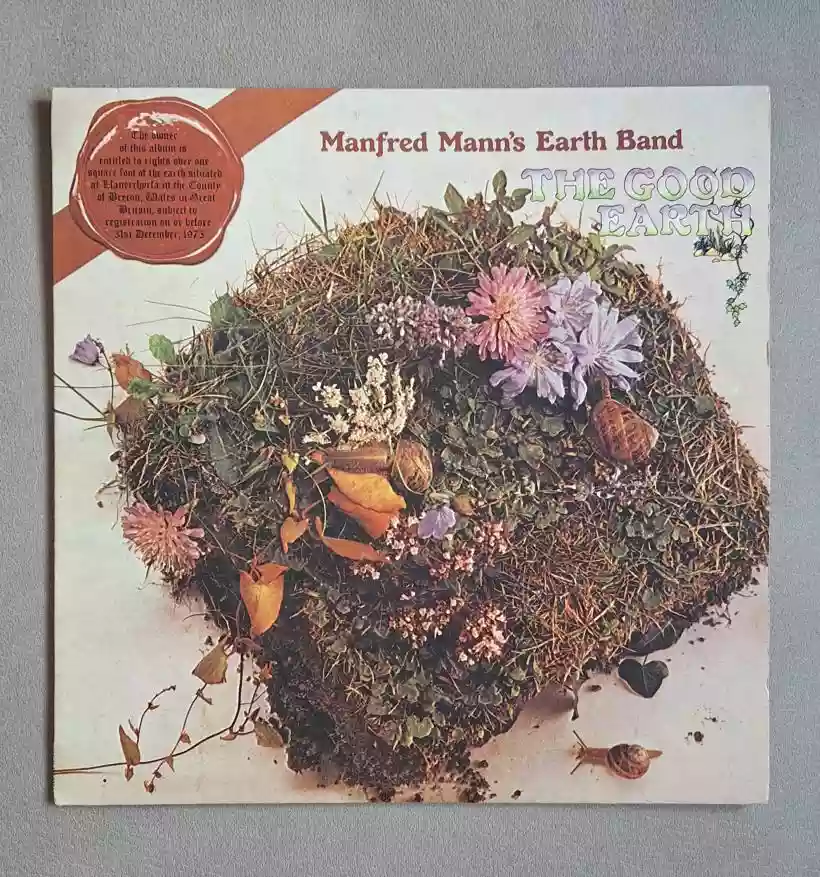 The owner
of this album is
entitled to rights over one
square foot of the earth situated
at Llanerchyrfa in the County
of Brecon, Wales in Great
Britain, subject to
registration on or before
31st December, 1975
Manfred Mann's Earth Band
THE GOOD
EARTH